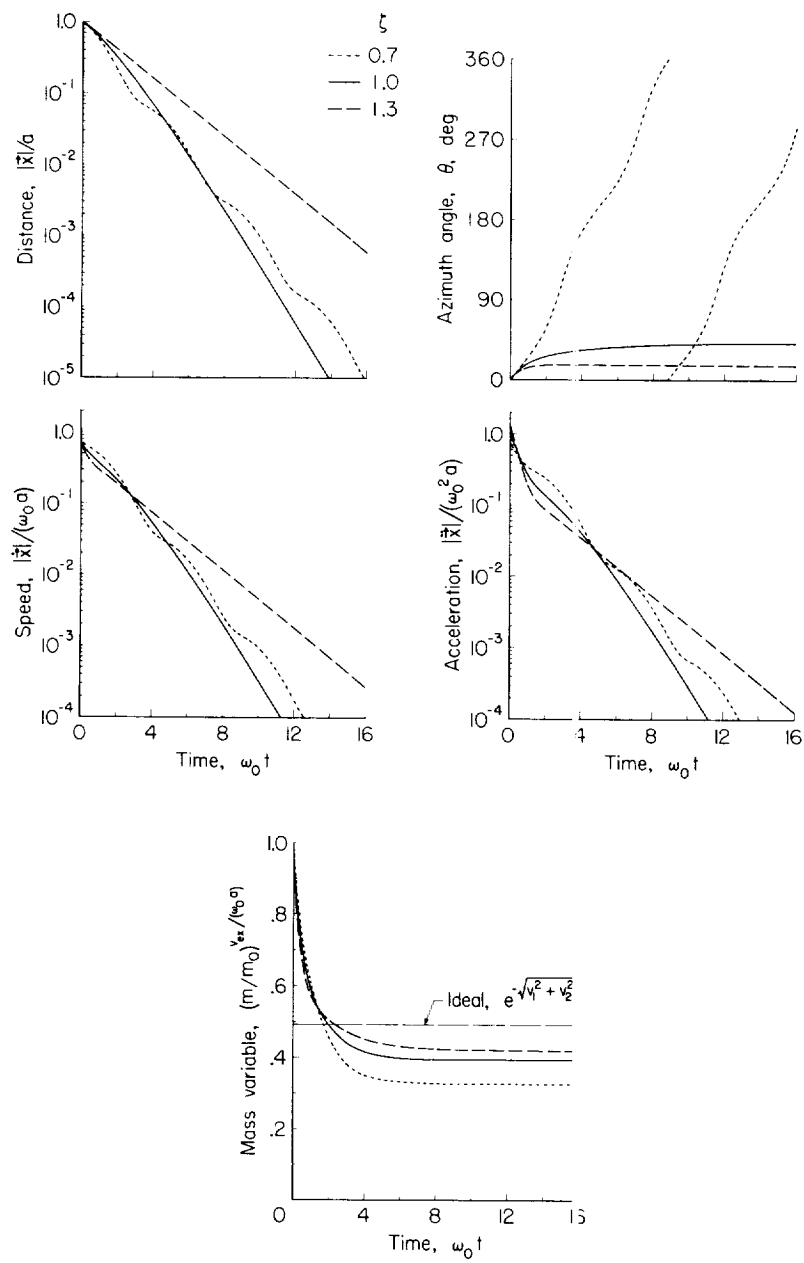 ζ
0.7
1.0
1.3
Distance, |x⃗|/a
1.0
10⁻¹
10⁻²
10⁻³
10⁻⁴
10⁻⁵
Azimuth angle, θ, deg
360
270
180
90
0
Speed, |ẋ⃗|/(ω₀a)
1.0
10⁻¹
10⁻²
10⁻³
10⁻⁴
0 4 8 12 16
Time, ω₀t
Acceleration, |ẍ⃗|/(ω₀²a)
1.0
10⁻¹
10⁻²
10⁻³
10⁻⁴
0 4 8 12 16
Time, ω₀t
Mass variable, (m/m₀)^(v_ex/(ω₀a))
1.0
.8
.6
.4
.2
0
Ideal, e^(-√(v₁² + v₂²))
4 8 12
Time, ω₀t